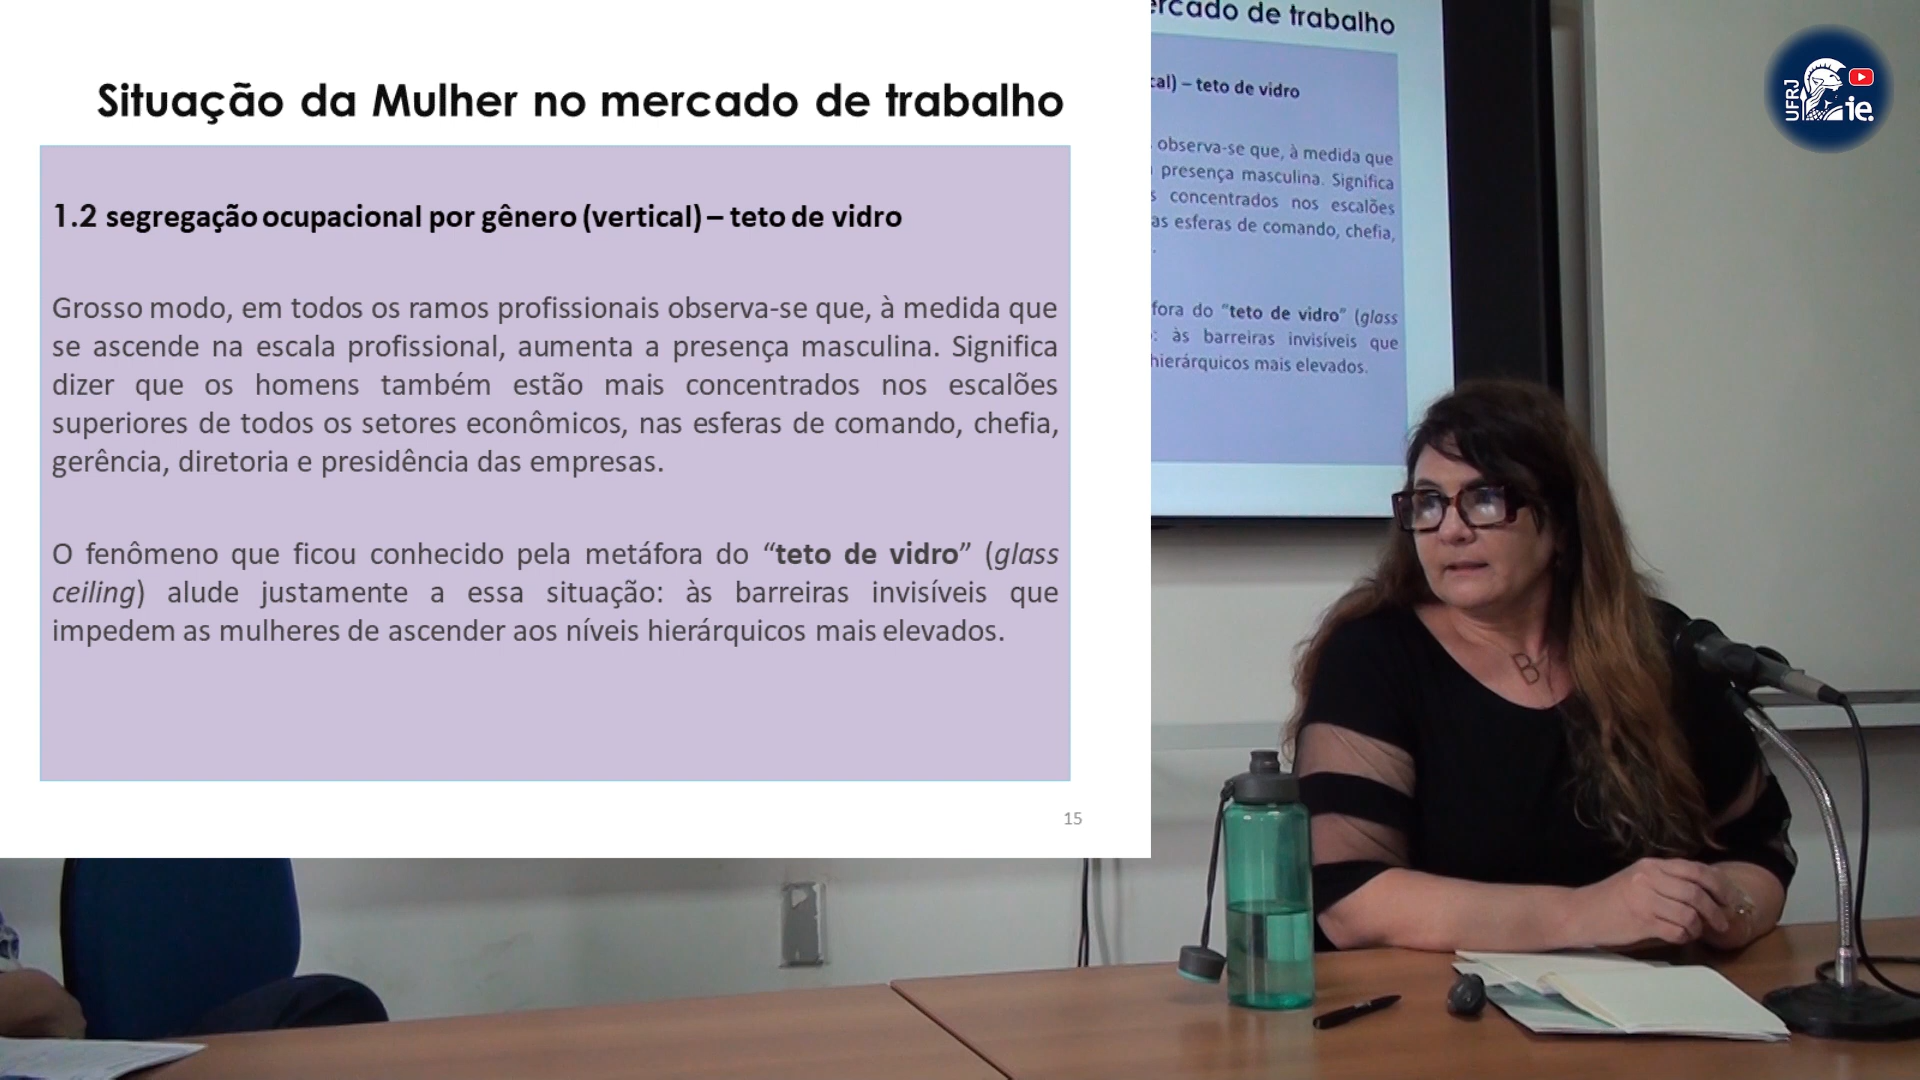 Situação da Mulher no mercado de trabalho
1.2 segregação ocupacional por gênero (vertical) – teto de vidro
Grosso modo, em todos os ramos profissionais observa-se que, à medida que
se ascende na escala profissional, aumenta a presença masculina. Significa
dizer que os homens também estão mais concentrados nos escalões
superiores de todos os setores econômicos, nas esferas de comando, chefia,
gerência, diretoria e presidência das empresas.
O fenômeno que ficou conhecido pela metáfora do “teto de vidro” (glass
ceiling) alude justamente a essa situação: às barreiras invisíveis que
impedem as mulheres de ascender aos níveis hierárquicos mais elevados.
15
de trabalho
– teto de vidro
observa-se que, à medida que
presença masculina. Significa
concentrados nos escalões
esferas de comando, chefia,
do “teto de vidro” (glass
às barreiras invisíveis que
hierárquicos mais elevados.
UFRJ
ie.